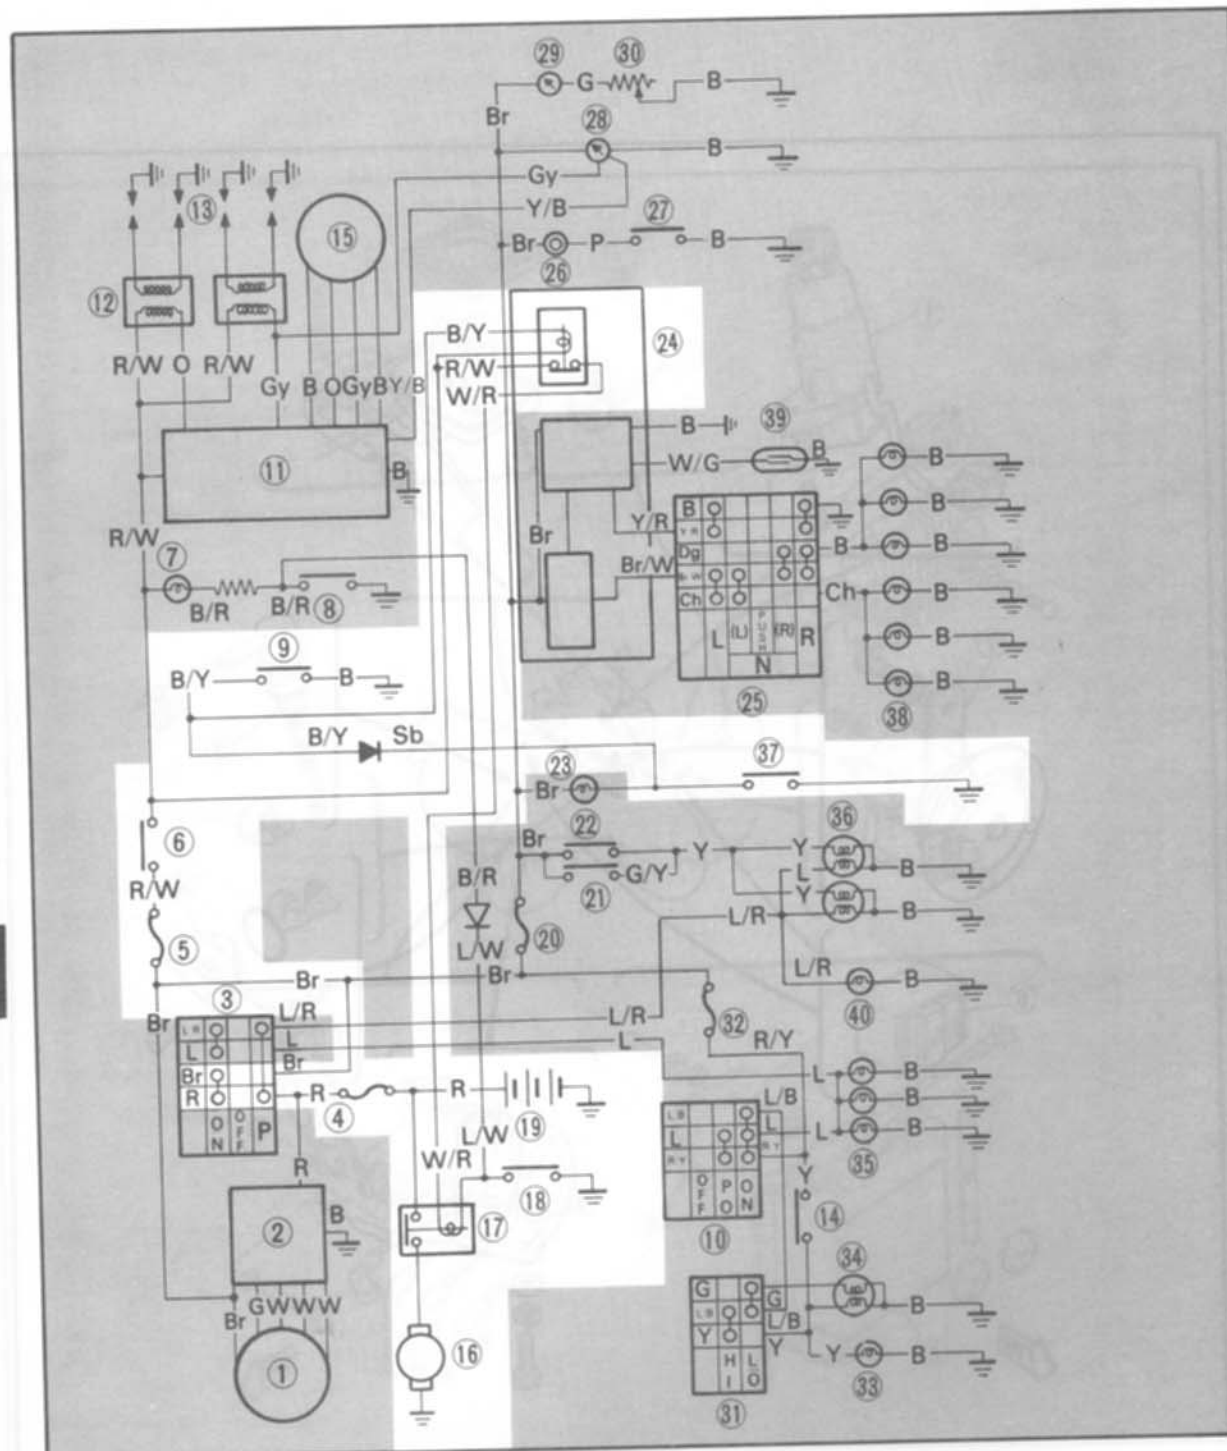 29 30
G B
Br
28
B
Gy
Y/B
27
Br P B
26
13
15
12
B/Y
R/W
W/R
24
R/W O R/W
Gy B O Gy B Y/B
11
B
R/W
B
39
W/G B
Y/R
Br
Br/W
B
Y R
Dg
Br W
Ch
L (L) PUSH (R) R
N
25
B
B
B
B
Ch
B
B
B
38
7
B/R B/R 8
9
B/Y B
B/Y Sb
37
23
Br
22
Br
Y
G/Y
21
36
Y
L
Y
B
B
6
R/W
5
B/R
L/W
20
L/R
L/R
B
40
Br
Br
3
L/R
L
Br
L/R
L
32
R/Y
Br
L R
L
Br
R
ON OFF P
R
4
R
19
L/W
W/R
18
R
2
B
17
Br G W W W
1
16
L B
L
R Y
OFF PO ON
10
L/B
L
R Y
L
L
B
B
B
35
Y
14
34
G
L B
Y
HI LO
31
G
L/B
Y
B
Y B
33